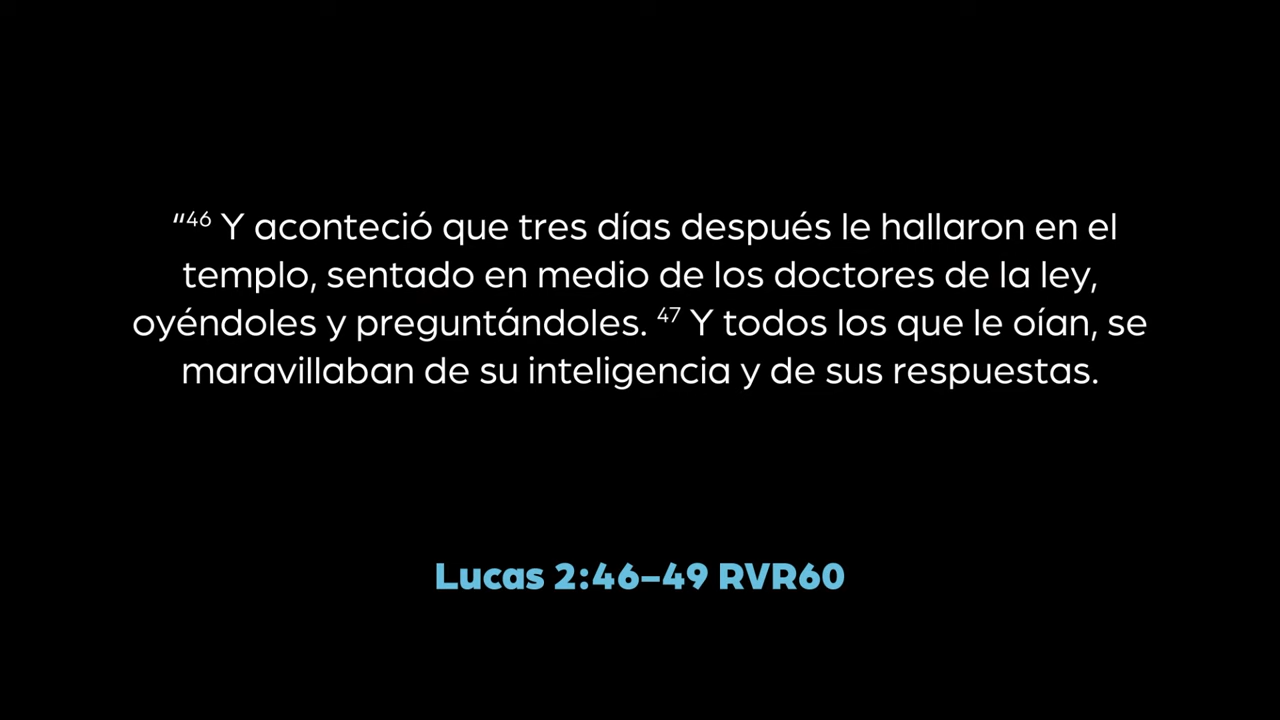 “⁴⁶ Y aconteció que tres días después le hallaron en el
templo, sentado en medio de los doctores de la ley,
oyéndoles y preguntándoles. ⁴⁷ Y todos los que le oían, se
maravillaban de su inteligencia y de sus respuestas.
Lucas 2:46–49 RVR60